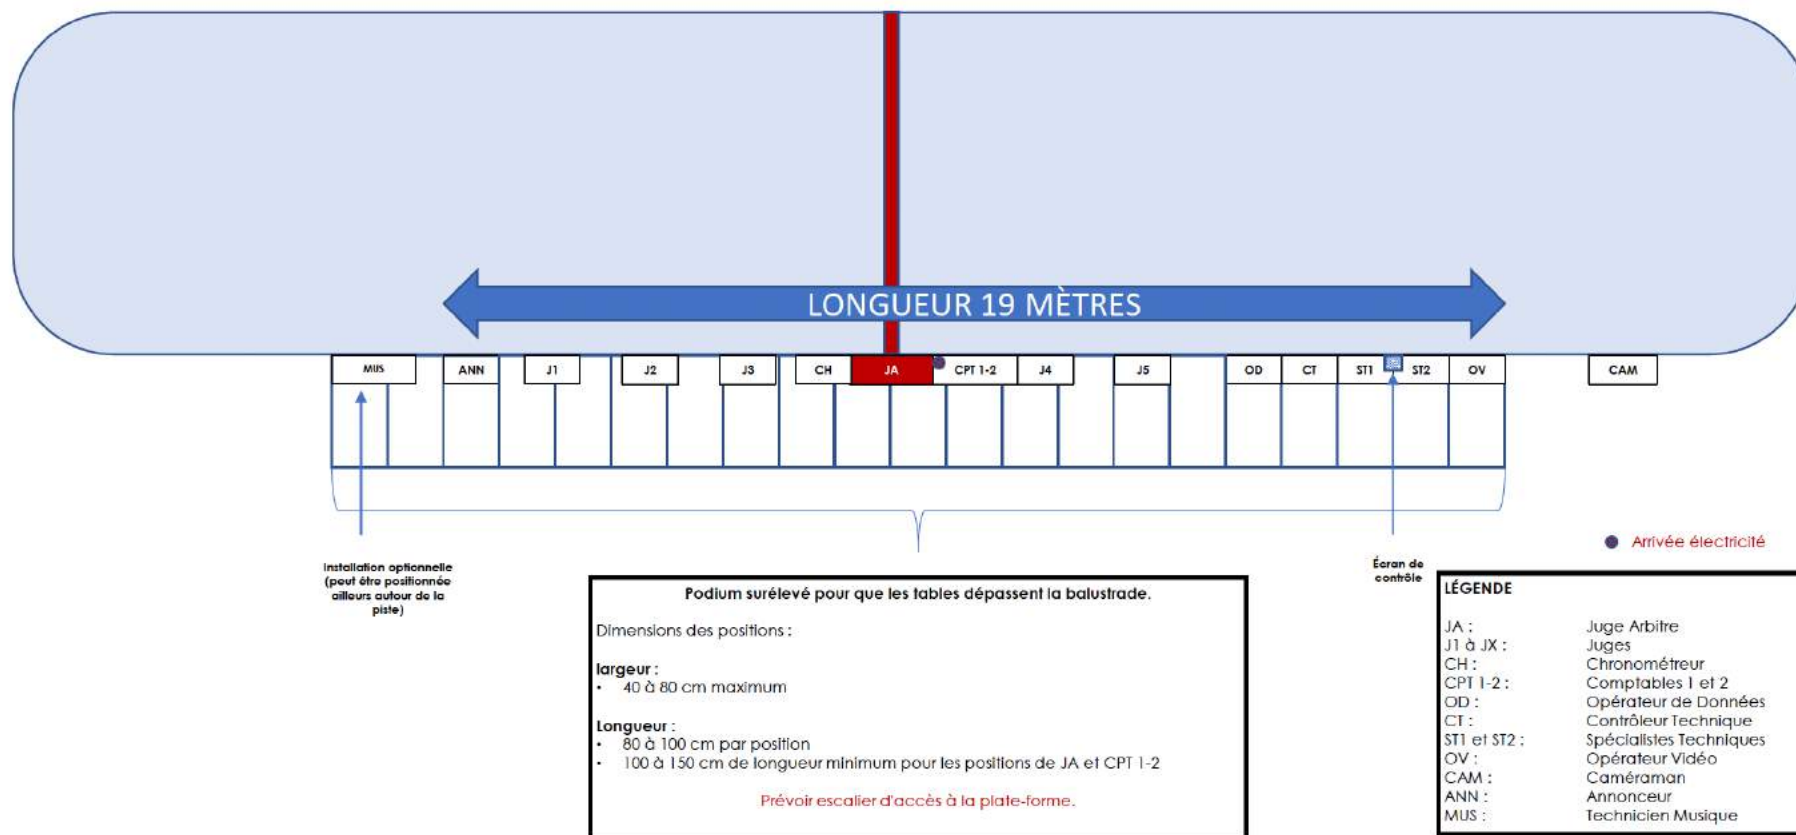 LONGUEUR 19 MÈTRES
MUS ANN J1 J2 J3 CH JA CPT 1-2 J4 J5 OD CT ST1 ST2 OV CAM
Installation optionnelle
(peut être positionnée
ailleurs autour de la
piste)
Écran de
contrôle
Arrivée électricité
Podium surélevé pour que les tables dépassent la balustrade.
Dimensions des positions :
largeur :
• 40 à 80 cm maximum
Longueur :
• 80 à 100 cm par position
• 100 à 150 cm de longueur minimum pour les positions de JA et CPT 1-2
Prévoir escalier d'accès à la plate-forme.
LÉGENDE
JA : Juge Arbitre
J1 à JX : Juges
CH : Chronométreur
CPT 1-2 : Comptables 1 et 2
OD : Opérateur de Données
CT : Contrôleur Technique
ST1 et ST2 : Spécialistes Techniques
OV : Opérateur Vidéo
CAM : Caméraman
ANN : Annonceur
MUS : Technicien Musique